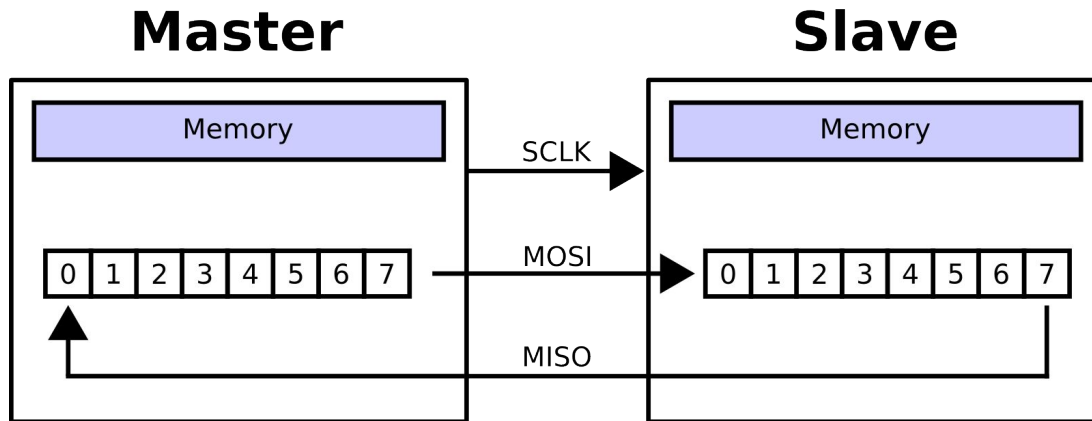 Master
Slave
Memory
Memory
SCLK
0 1 2 3 4 5 6 7
MOSI
0 1 2 3 4 5 6 7
MISO